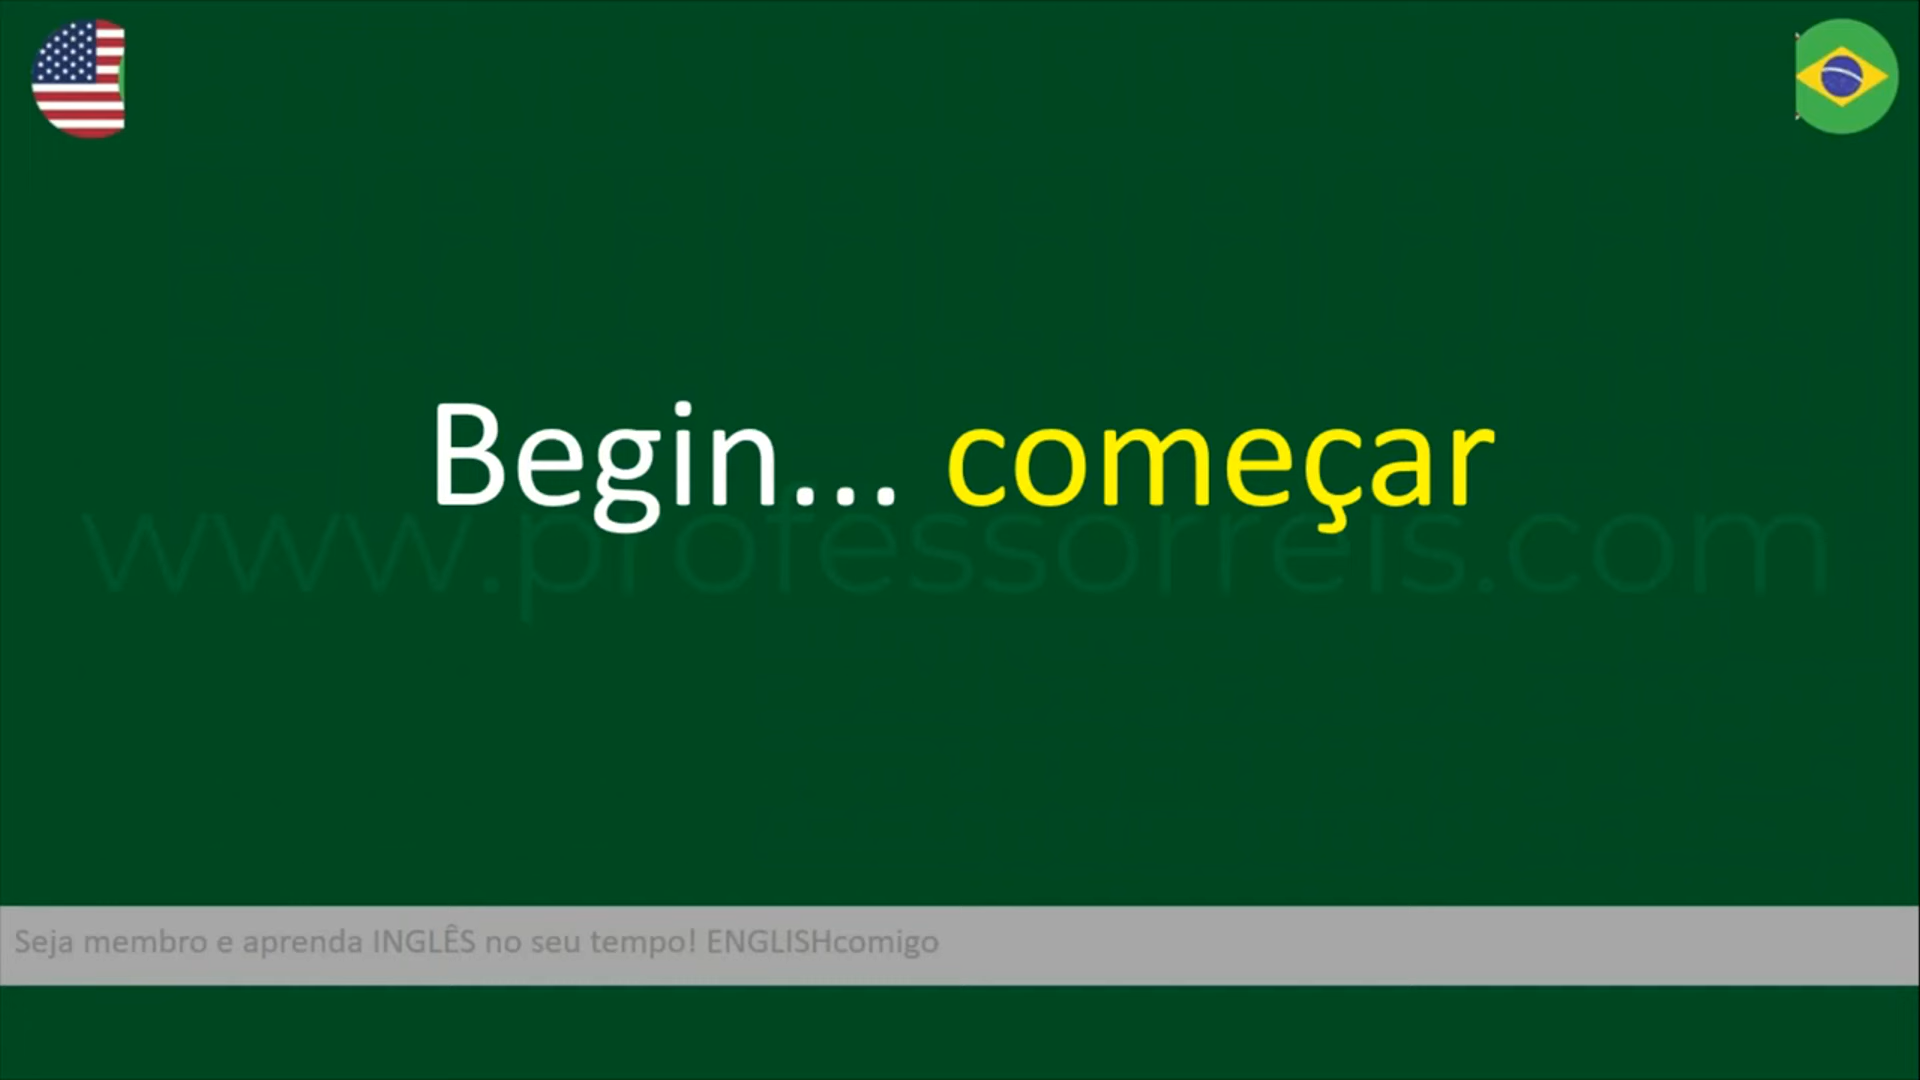 Begin... começar
www.professorreis.com
Seja membro e aprenda INGLÊS no seu tempo! ENGLISHcomigo